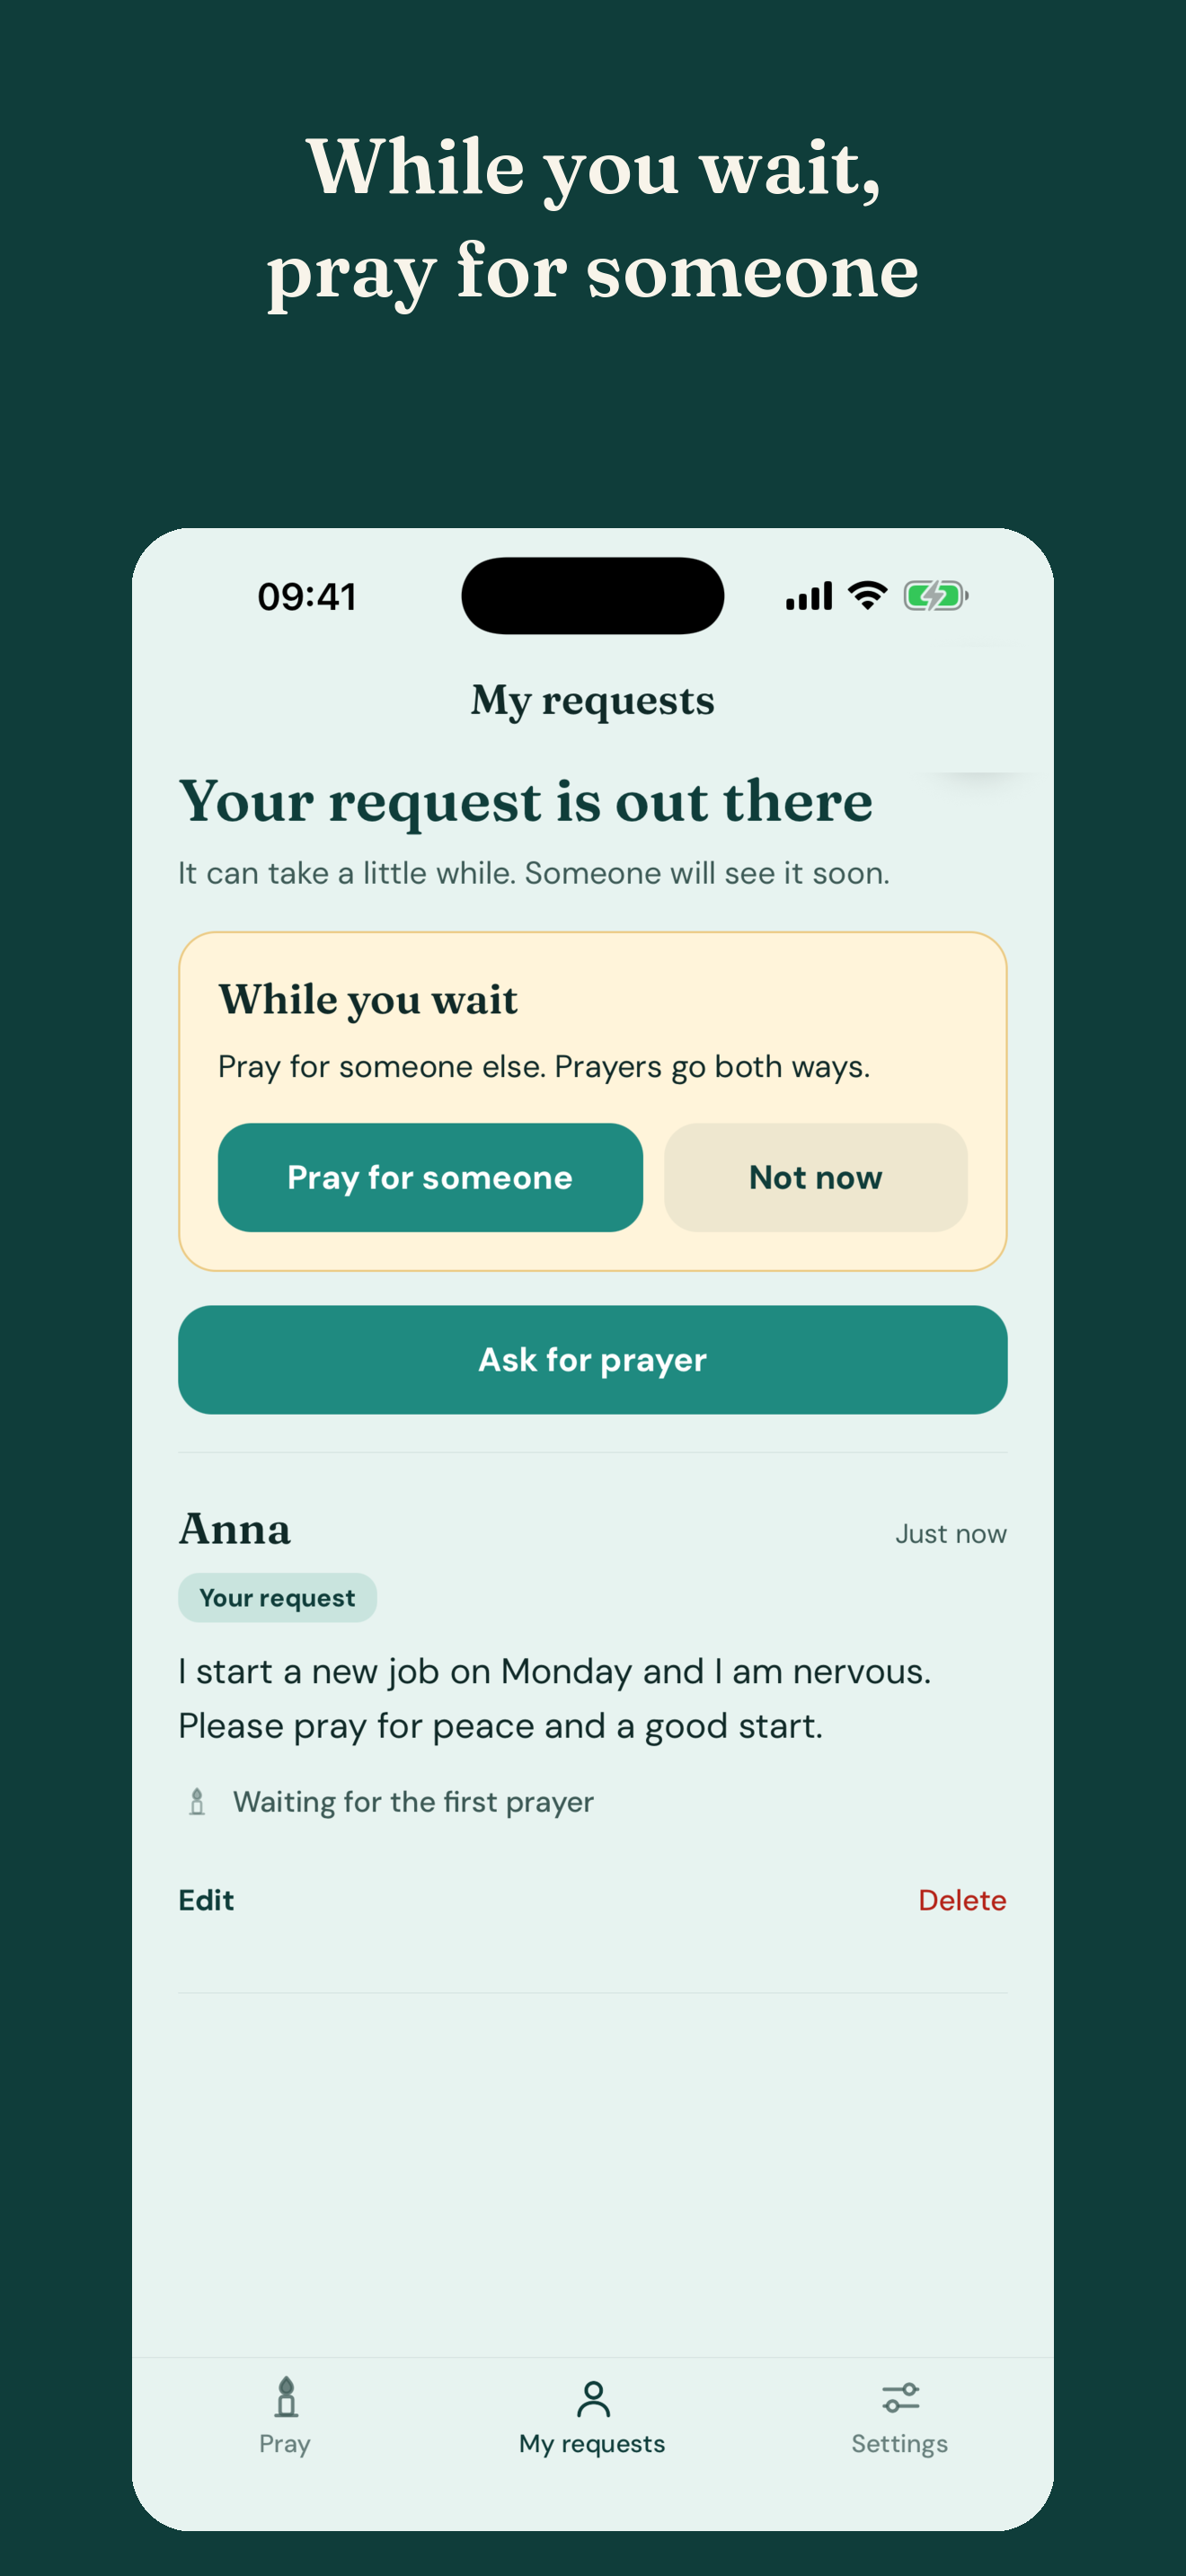 While you wait,
pray for someone
09:41
My requests
Your request is out there
It can take a little while. Someone will see it soon.
While you wait
Pray for someone else. Prayers go both ways.
Pray for someone
Not now
Ask for prayer
Anna
Just now
Your request
I start a new job on Monday and I am nervous.
Please pray for peace and a good start.
Waiting for the first prayer
Edit
Delete
Pray
My requests
Settings